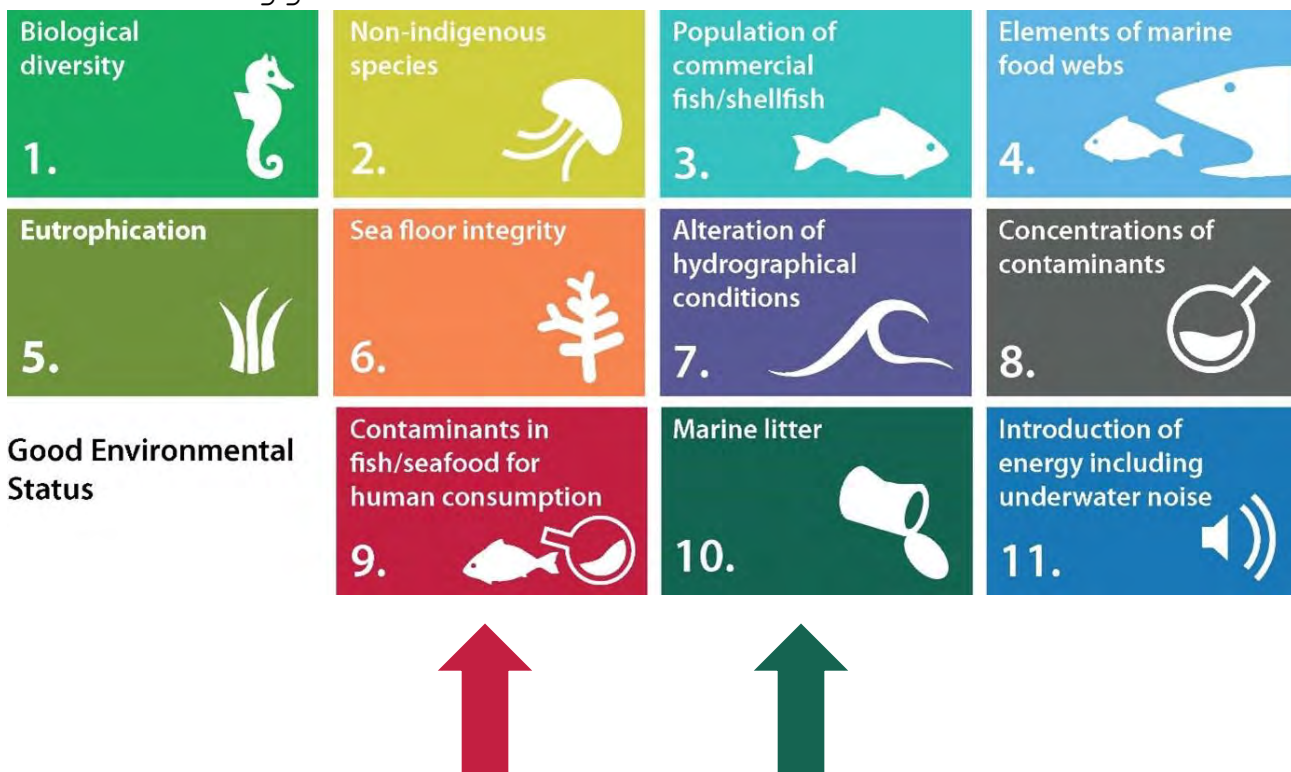 Biological
diversity
1.
Non-indigenous
species
2.
Population of
commercial
fish/shellfish
3.
Elements of marine
food webs
4.
Eutrophication
5.
Sea floor integrity
6.
Alteration of
hydrographical
conditions
7.
Concentrations of
contaminants
8.
Good Environmental
Status
Contaminants in
fish/seafood for
human consumption
9.
Marine litter
10.
Introduction of
energy including
underwater noise
11.